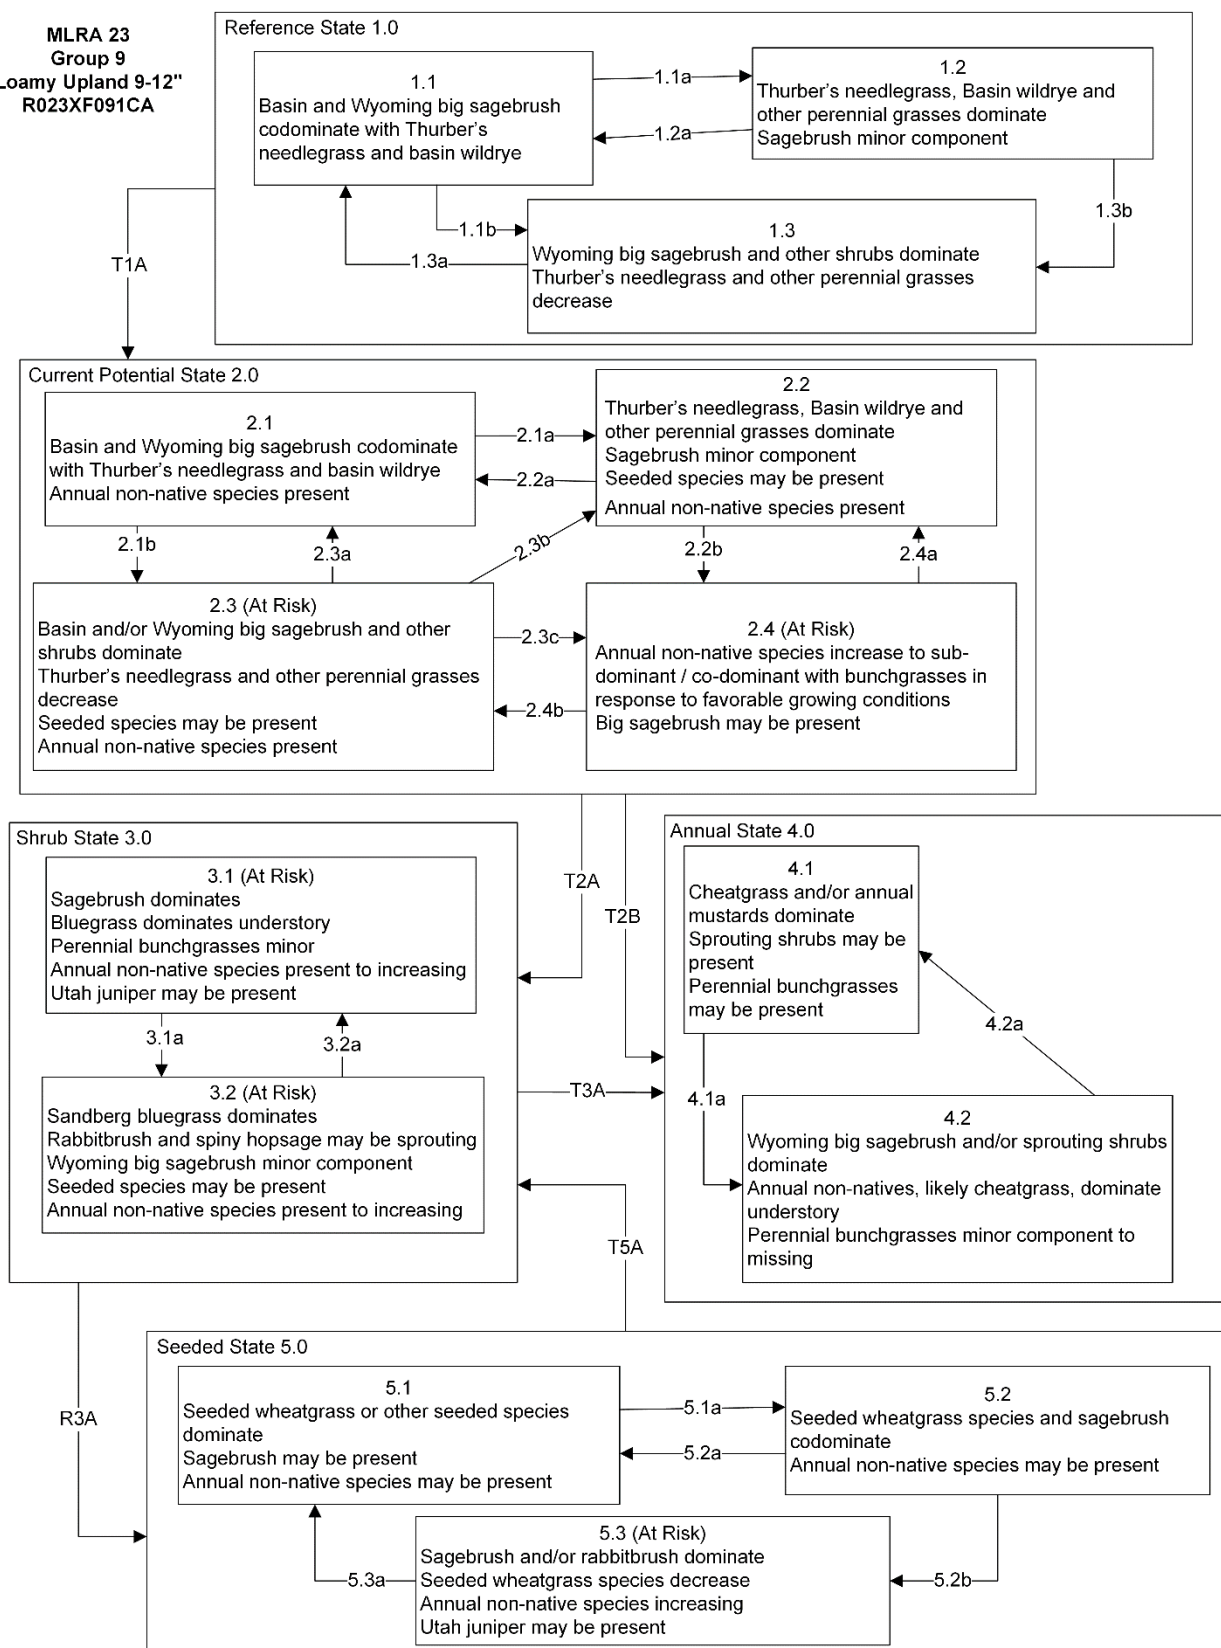 MLRA 23
Group 9
Loamy Upland 9-12"
R023XF091CA
Reference State 1.0
1.1
Basin and Wyoming big sagebrush
codominate with Thurber's
needlegrass and basin wildrye
1.1a
1.2a
1.2
Thurber's needlegrass, Basin wildrye and
other perennial grasses dominate
Sagebrush minor component
1.1b
1.3a
1.3b
1.3
Wyoming big sagebrush and other shrubs dominate
Thurber's needlegrass and other perennial grasses
decrease
T1A
Current Potential State 2.0
2.1
Basin and Wyoming big sagebrush codominate
with Thurber's needlegrass and basin wildrye
Annual non-native species present
2.1a
2.2a
2.2
Thurber's needlegrass, Basin wildrye and
other perennial grasses dominate
Sagebrush minor component
Seeded species may be present
Annual non-native species present
2.1b
2.3a
2.3b
2.2b
2.4a
2.3 (At Risk)
Basin and/or Wyoming big sagebrush and other
shrubs dominate
Thurber's needlegrass and other perennial grasses
decrease
Seeded species may be present
Annual non-native species present
2.3c
2.4b
2.4 (At Risk)
Annual non-native species increase to sub-
dominant / co-dominant with bunchgrasses in
response to favorable growing conditions
Big sagebrush may be present
T2A
T2B
Shrub State 3.0
3.1 (At Risk)
Sagebrush dominates
Bluegrass dominates understory
Perennial bunchgrasses minor
Annual non-native species present to increasing
Utah juniper may be present
3.1a
3.2a
3.2 (At Risk)
Sandberg bluegrass dominates
Rabbitbrush and spiny hopsage may be sprouting
Wyoming big sagebrush minor component
Seeded species may be present
Annual non-native species present to increasing
T3A
Annual State 4.0
4.1
Cheatgrass and/or annual
mustards dominate
Sprouting shrubs may be
present
Perennial bunchgrasses
may be present
4.1a
4.2a
4.2
Wyoming big sagebrush and/or sprouting shrubs
dominate
Annual non-natives, likely cheatgrass, dominate
understory
Perennial bunchgrasses minor component to
missing
T5A
R3A
Seeded State 5.0
5.1
Seeded wheatgrass or other seeded species
dominate
Sagebrush may be present
Annual non-native species may be present
5.1a
5.2a
5.2
Seeded wheatgrass species and sagebrush
codominate
Annual non-native species may be present
5.3a
5.2b
5.3 (At Risk)
Sagebrush and/or rabbitbrush dominate
Seeded wheatgrass species decrease
Annual non-native species increasing
Utah juniper may be present